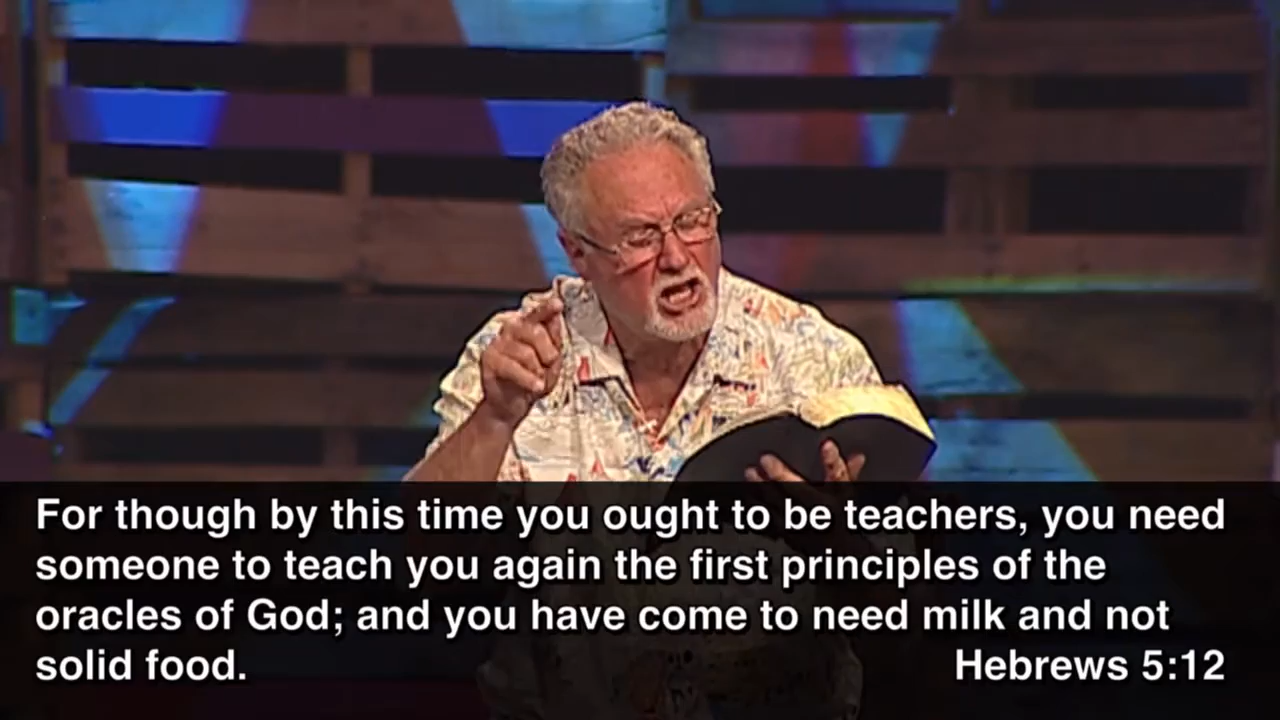 For though by this time you ought to be teachers, you need
someone to teach you again the first principles of the
oracles of God; and you have come to need milk and not
solid food.
Hebrews 5:12